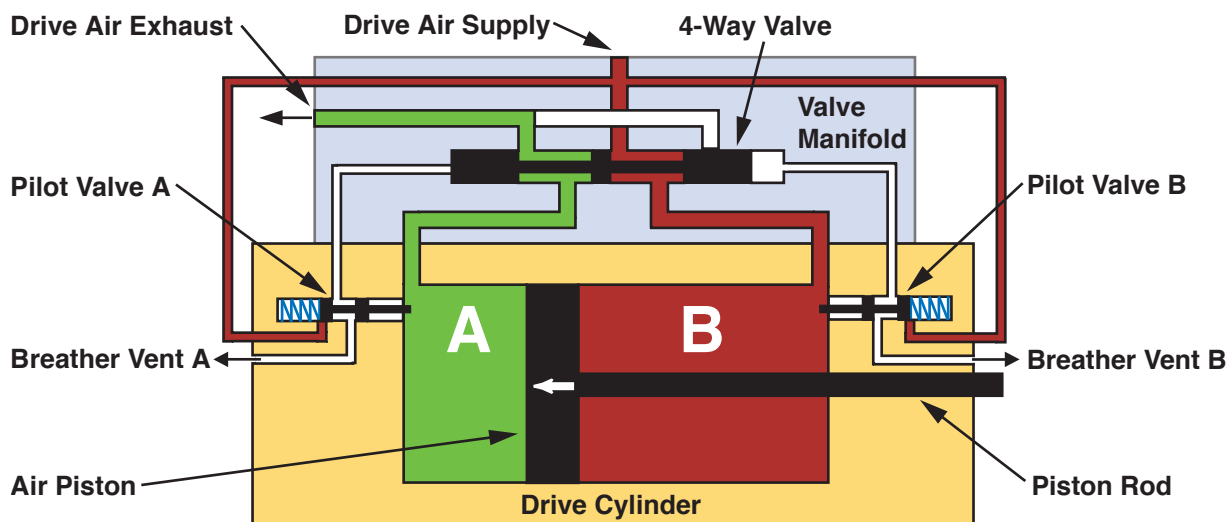 Drive Air Exhaust
Drive Air Supply
4-Way Valve
Valve
Manifold
Pilot Valve A
Pilot Valve B
A
B
Breather Vent A
Breather Vent B
Air Piston
Drive Cylinder
Piston Rod